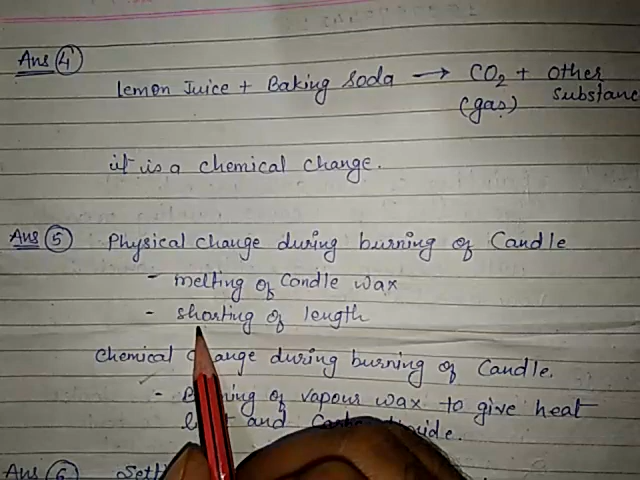 Ans 4
Lemon Juice + Baking soda → CO2 + other
(gas) substanc
it is a chemical change.
Ans 5 Physical change during burning of Candle
- melting of Candle wax
- shorting of length
Chemical change during burning of Candle.
- of vapour wax to give heat
and
Ans 6